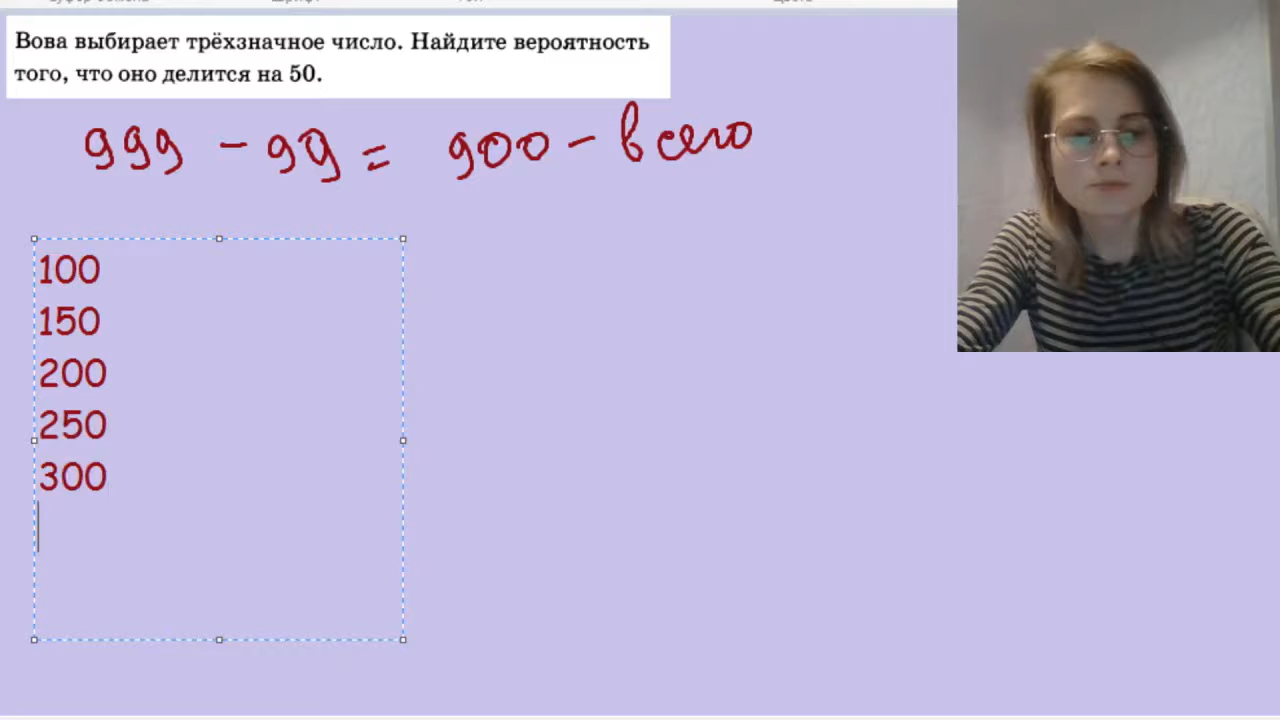 Вова выбирает трёхзначное число. Найдите вероятность
того, что оно делится на 50.
999 - 99 = 900 - всего
100
150
200
250
300